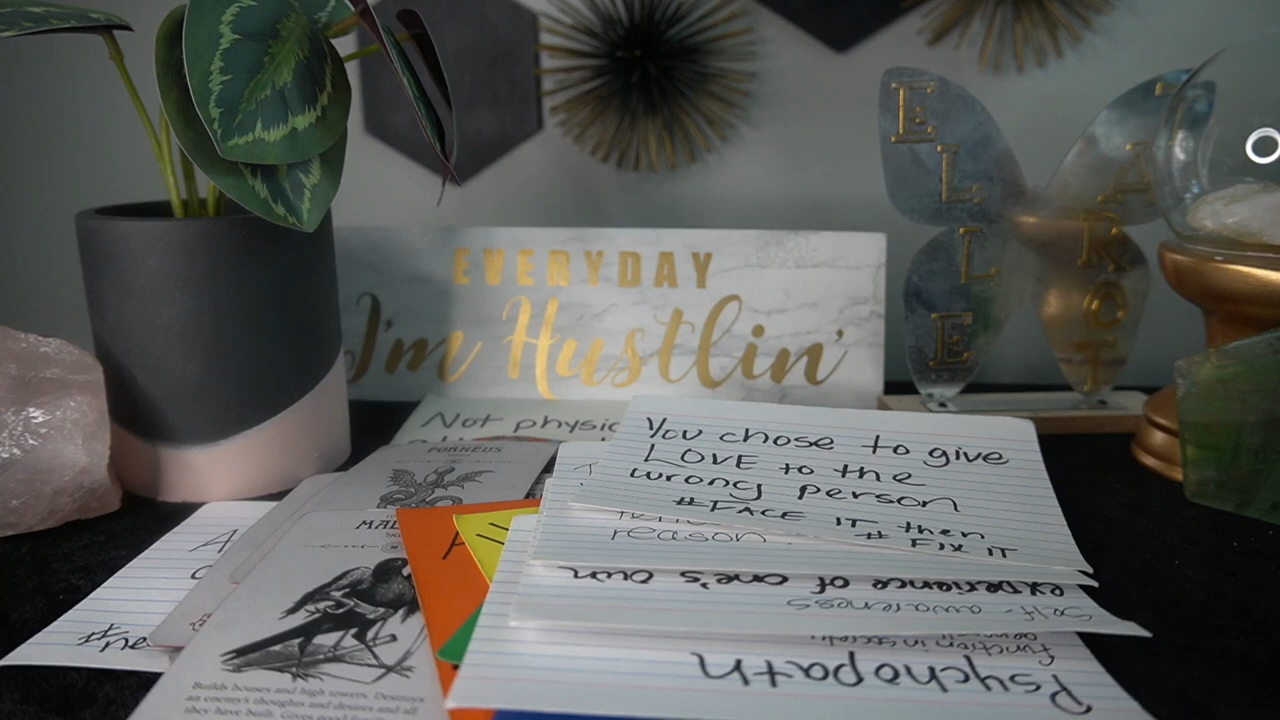 ELLE
TAROT
EVERYDAY
I'm Hustlin'
Not physic
You chose to give
LOVE to the
wrong person
#FACE IT then
# FIX IT
reason.
experience of one's own
self-awareness
function in society
Psychopath
FORNEUS
MAL
#ne
Builds houses and high towers. Destroys
an enemy's thoughts and desires and all
they have built. Gives good